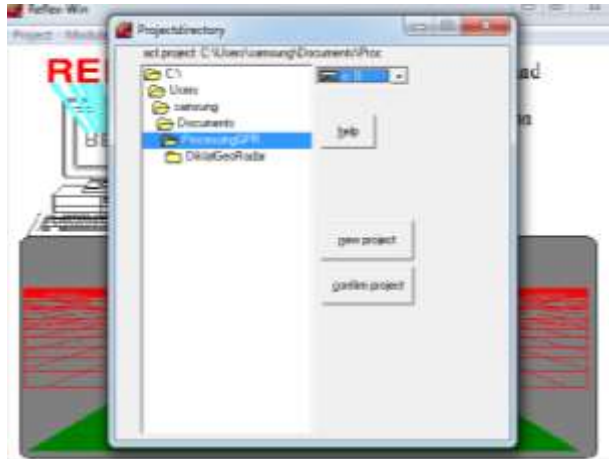 Reflex-Win
Project
Projectdirectory
act.project: C:\Users\samsung\Documents\Proc
C:\
Users
samsung
Documents
ProcessingGPR
DiklatGeoRadar
help
new project
confirm project
RE